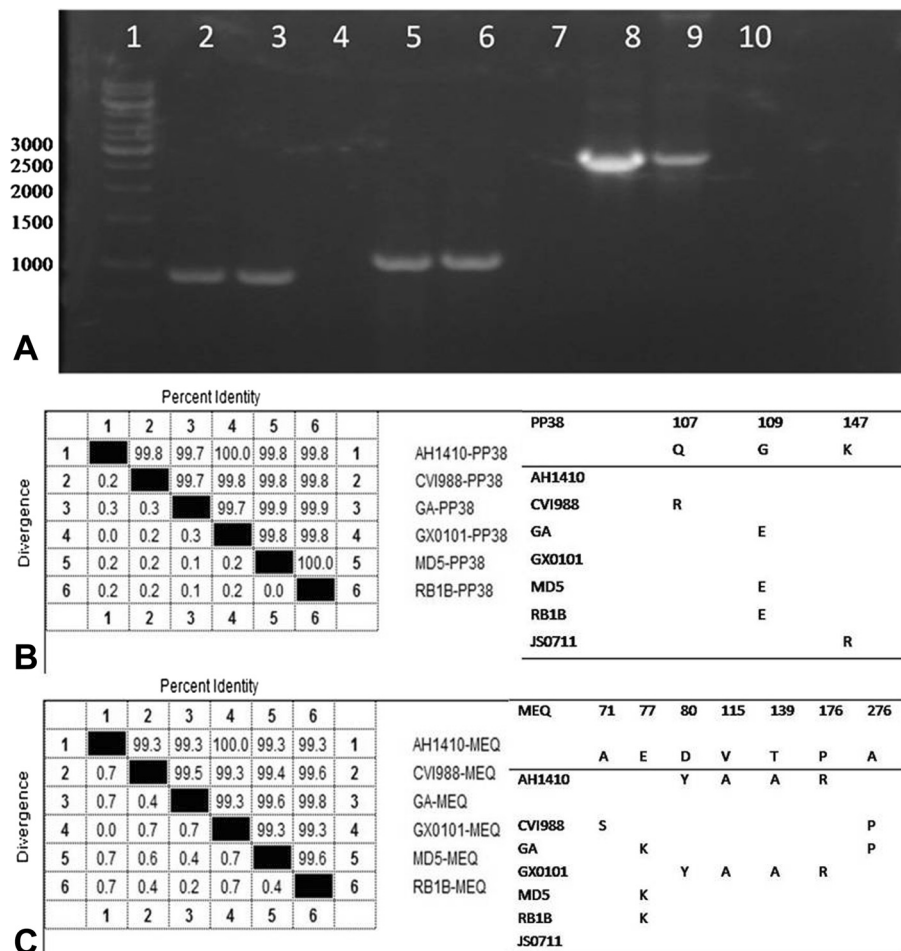 1 2 3 4 5 6 7 8 9 10
3000
2500
2000
1500
1000
A
Percent Identity
Divergence
1 2 3 4 5 6
1 99.8 99.7 100.0 99.8 99.8 1 AH1410-PP38
2 0.2 99.7 99.8 99.8 99.8 2 CVI988-PP38
3 0.3 0.3 99.7 99.9 99.9 3 GA-PP38
4 0.0 0.2 0.3 99.8 99.8 4 GX0101-PP38
5 0.2 0.2 0.1 0.2 100.0 5 MD5-PP38
6 0.2 0.2 0.1 0.2 0.0 6 RB1B-PP38
1 2 3 4 5 6
PP38 107 109 147
Q G K
AH1410
CVI988 R
GA E
GX0101
MD5 E
RB1B E
JS0711 R
B
Percent Identity
Divergence
1 2 3 4 5 6
1 99.3 99.3 100.0 99.3 99.3 1 AH1410-MEQ
2 0.7 99.5 99.3 99.4 99.6 2 CVI988-MEQ
3 0.7 0.4 99.3 99.6 99.8 3 GA-MEQ
4 0.0 0.7 0.7 99.3 99.3 4 GX0101-MEQ
5 0.7 0.6 0.4 0.7 99.6 5 MD5-MEQ
6 0.7 0.4 0.2 0.7 0.4 6 RB1B-MEQ
1 2 3 4 5 6
MEQ 71 77 80 115 139 176 276
A E D V T P A
AH1410 Y A A R
CVI988 S P
GA K P
GX0101 Y A A R
MD5 K
RB1B K
JS0711
C